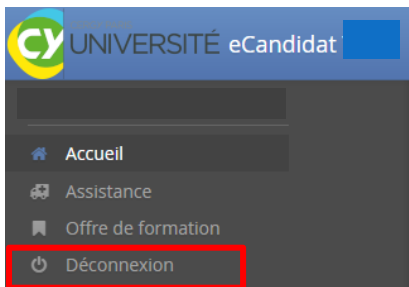 CY UNIVERSITÉ eCandidat
Accueil
Assistance
Offre de formation
Déconnexion